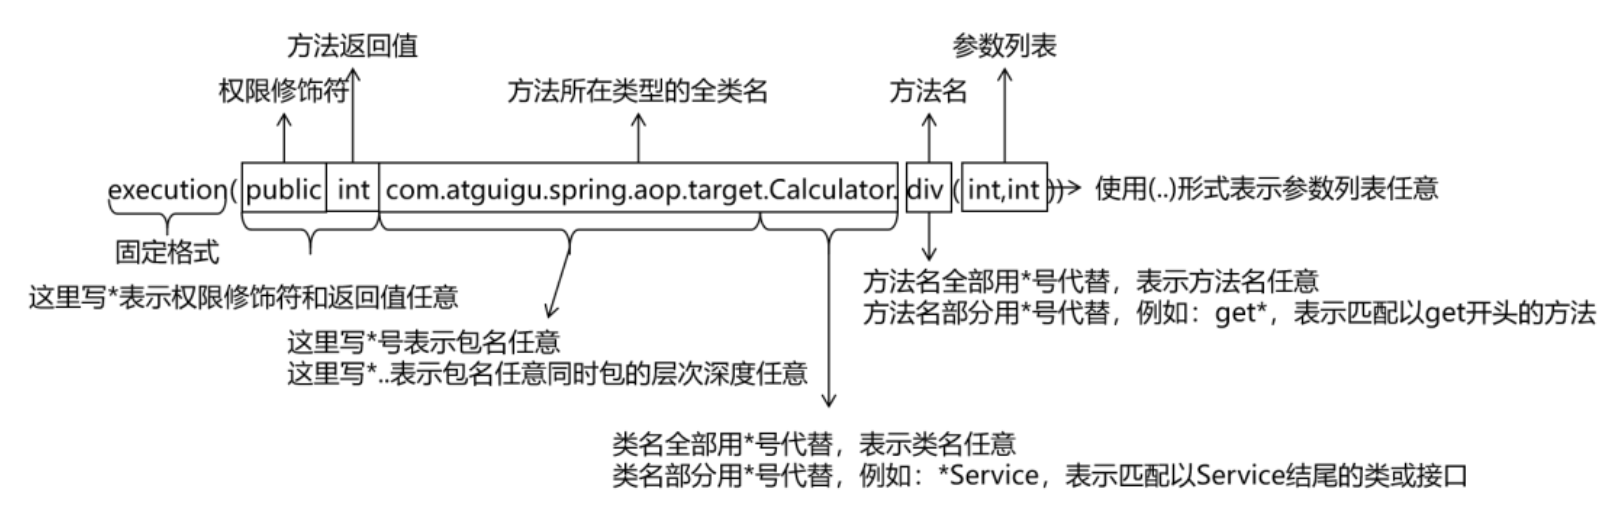 方法返回值
参数列表
权限修饰符
方法所在类型的全类名
方法名
execution(public int com.atguigu.spring.aop.target.Calculator.div(int,int))
使用(..)形式表示参数列表任意
固定格式
这里写*表示权限修饰符和返回值任意
这里写*号表示包名任意
这里写*..表示包名任意同时包的层次深度任意
方法名全部用*号代替，表示方法名任意
方法名部分用*号代替，例如：get*，表示匹配以get开头的方法
类名全部用*号代替，表示类名任意
类名部分用*号代替，例如：*Service，表示匹配以Service结尾的类或接口